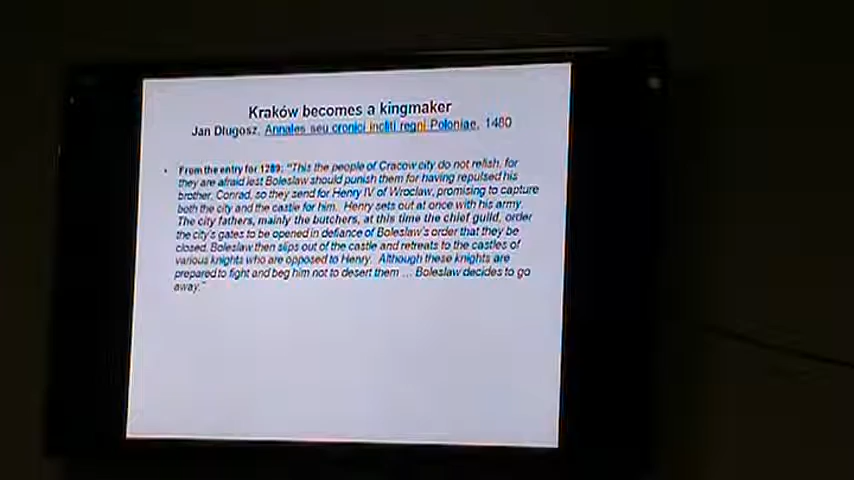 Kraków becomes a kingmaker
Jan Długosz, Annales seu cronici incliti regni Poloniae, 1480
• From the entry for 1289: "This the people of Cracow city do not relish, for
they are afraid lest Boleslaw should punish them for having repulsed his
brother, Conrad, so they send for Henry IV of Wroclaw, promising to capture
both the city and the castle for him. Henry sets out at once with his army.
The city fathers, mainly the butchers, at this time the chief guild, order
the city's gates to be opened in defiance of Boleslaw's order that they be
closed. Boleslaw then slips out of the castle and retreats to the castles of
various knights who are opposed to Henry. Although these knights are
prepared to fight and beg him not to desert them ... Boleslaw decides to go
away."